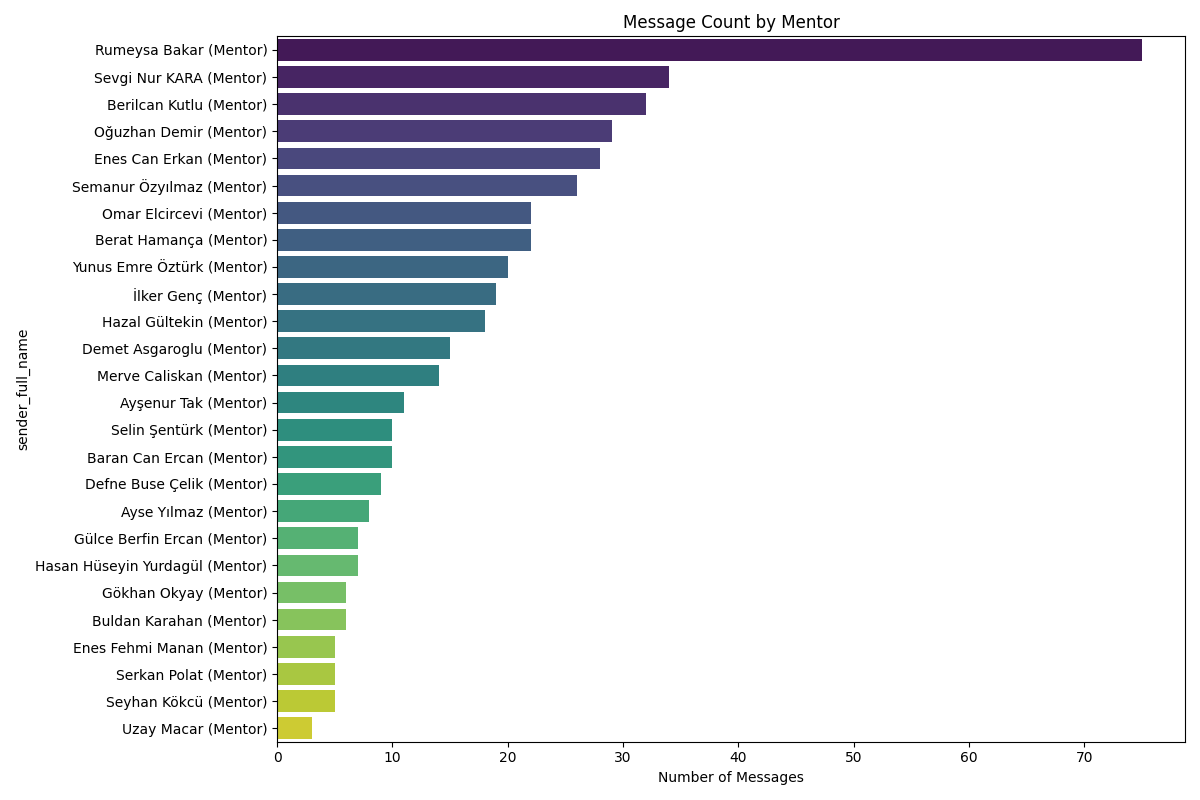 Message Count by Mentor
Rumeysa Bakar (Mentor)
Sevgi Nur KARA (Mentor)
Berilcan Kutlu (Mentor)
Oğuzhan Demir (Mentor)
Enes Can Erkan (Mentor)
Semanur Özyılmaz (Mentor)
Omar Elcircevi (Mentor)
Berat Hamança (Mentor)
Yunus Emre Öztürk (Mentor)
İlker Genç (Mentor)
Hazal Gültekin (Mentor)
Demet Asgaroglu (Mentor)
Merve Caliskan (Mentor)
Ayşenur Tak (Mentor)
Selin Şentürk (Mentor)
Baran Can Ercan (Mentor)
Defne Buse Çelik (Mentor)
Ayse Yılmaz (Mentor)
Gülce Berfin Ercan (Mentor)
Hasan Hüseyin Yurdagül (Mentor)
Gökhan Okyay (Mentor)
Buldan Karahan (Mentor)
Enes Fehmi Manan (Mentor)
Serkan Polat (Mentor)
Seyhan Kökcü (Mentor)
Uzay Macar (Mentor)
sender_full_name
0 10 20 30 40 50 60 70
Number of Messages